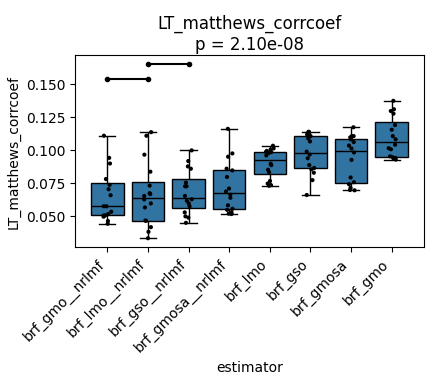 LT_matthews_corrcoef
p = 2.10e-08
LT_matthews_corrcoef
0.150
0.125
0.100
0.075
0.050
brf_gmo__nrlmf
brf_lmo__nrlmf
brf_gso__nrlmf
brf_gmosa__nrlmf
brf_lmo
brf_gso
brf_gmosa
brf_gmo
estimator